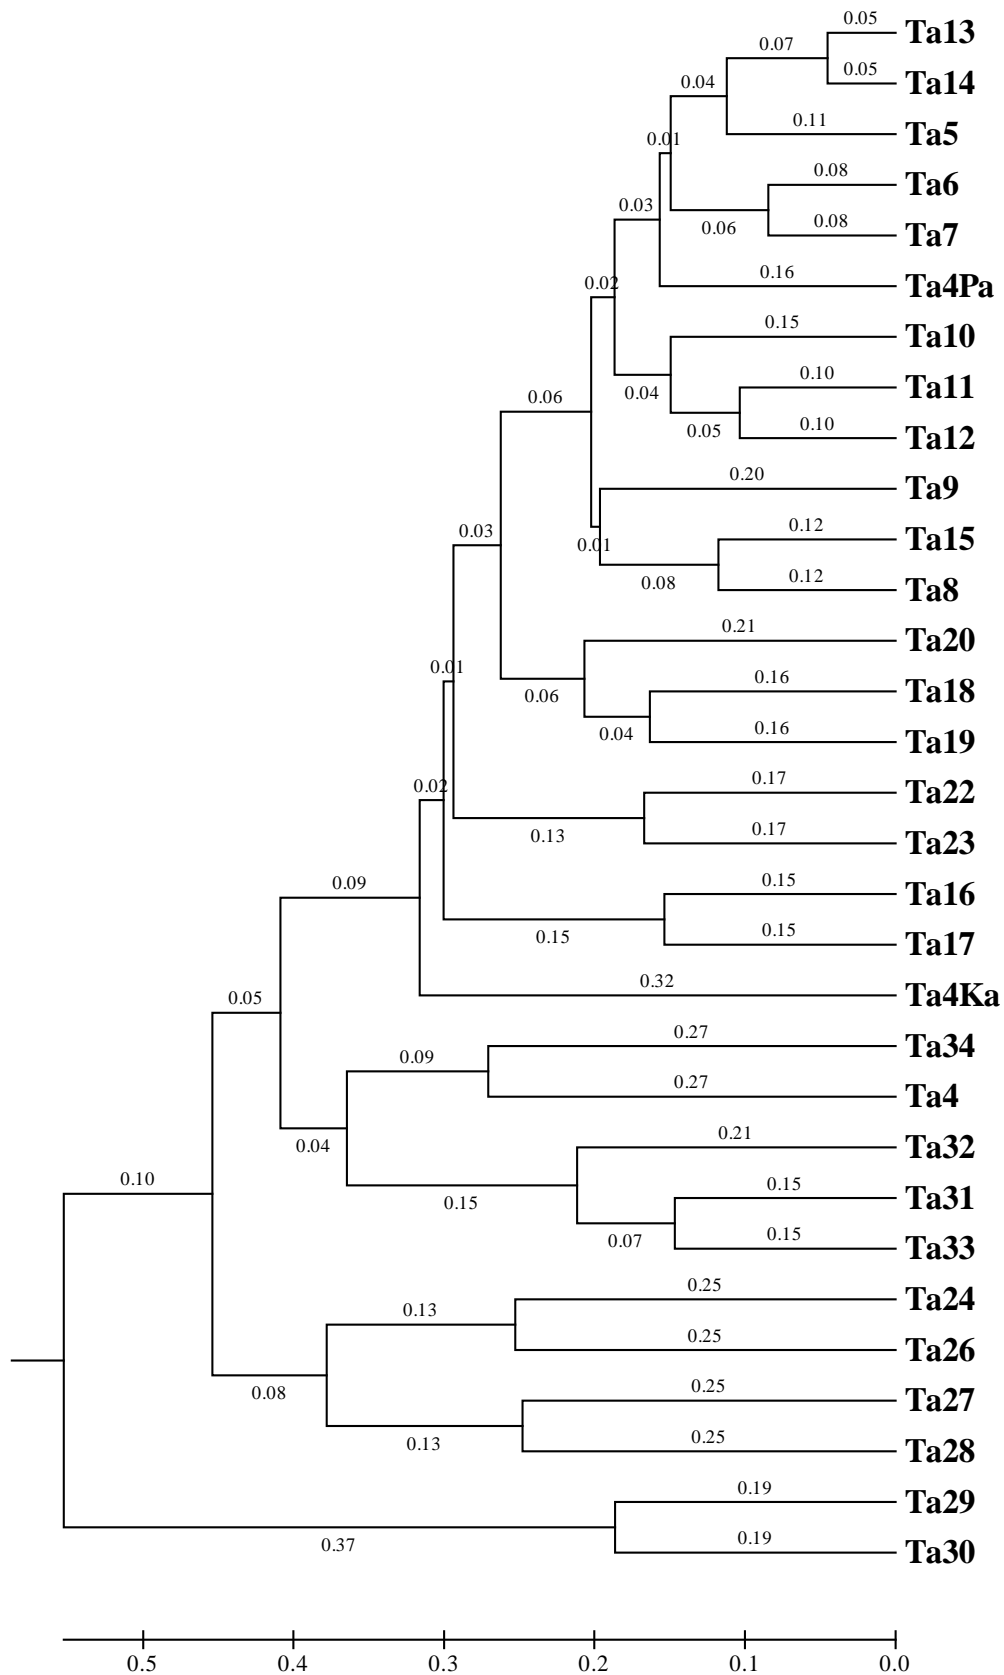 0.05
Ta13
0.07
0.05
Ta14
0.04
0.11
Ta5
0.01
0.08
Ta6
0.03
0.06
0.08
Ta7
0.16
Ta4Pa
0.02
0.15
Ta10
0.04
0.10
Ta11
0.06
0.05
0.10
Ta12
0.20
Ta9
0.03
0.01
0.12
Ta15
0.08
0.12
Ta8
0.21
Ta20
0.01
0.06
0.16
Ta18
0.04
0.16
Ta19
0.02
0.17
Ta22
0.13
0.17
Ta23
0.09
0.15
Ta16
0.15
0.15
Ta17
0.32
Ta4Ka
0.05
0.27
Ta34
0.09
0.27
Ta4
0.04
0.21
Ta32
0.10
0.15
0.15
Ta31
0.07
0.15
Ta33
0.25
Ta24
0.13
0.25
Ta26
0.08
0.25
Ta27
0.13
0.25
Ta28
0.19
Ta29
0.37
0.19
Ta30
0.5 0.4 0.3 0.2 0.1 0.0